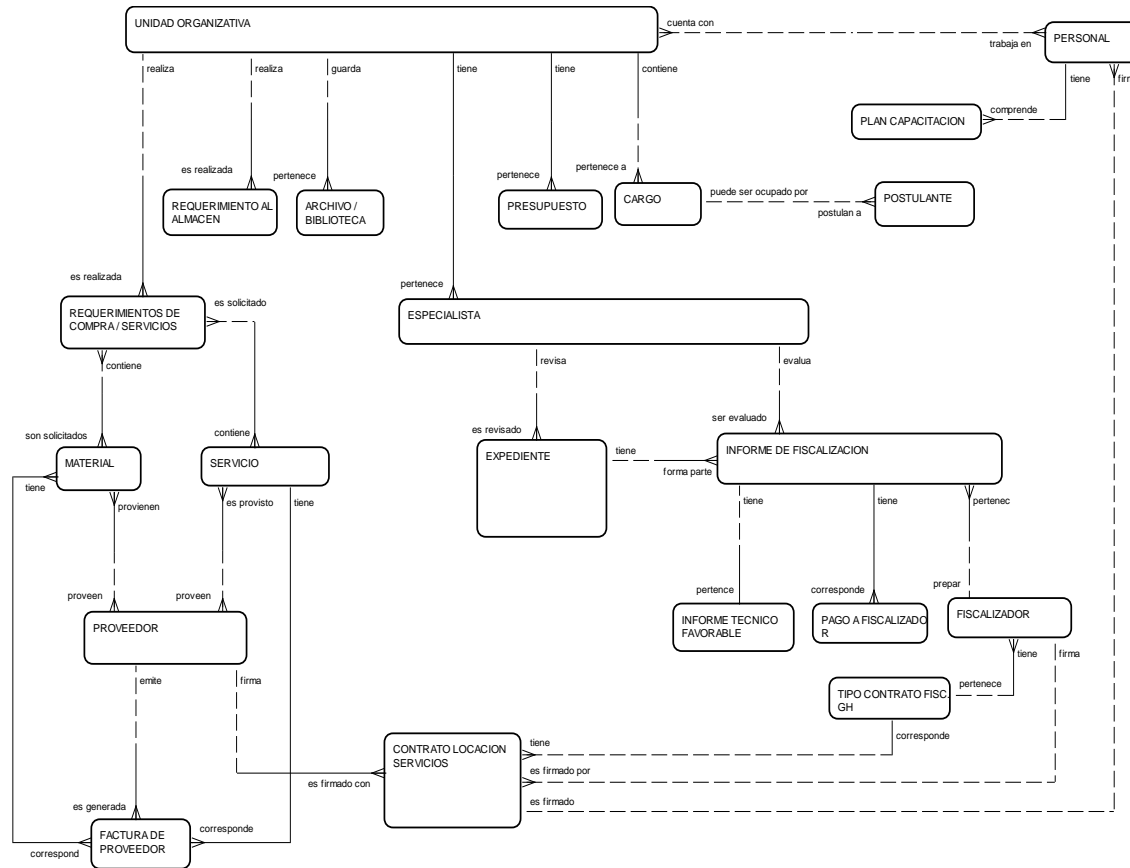 UNIDAD ORGANIZATIVA
cuenta con
trabaja en
PERSONAL
realiza
realiza
guarda
tiene
tiene
contiene
tiene
firm
comprende
PLAN CAPACITACION
es realizada
pertenece
pertenece
pertenece a
REQUERIMIENTO AL
ALMACEN
ARCHIVO /
BIBLIOTECA
PRESUPUESTO
CARGO
puede ser ocupado por
postulan a
POSTULANTE
es realizada
es solicitado
pertenece
REQUERIMIENTOS DE
COMPRA / SERVICIOS
ESPECIALISTA
contiene
revisa
evalua
son solicitados
contiene
es revisado
ser evaluado
MATERIAL
SERVICIO
EXPEDIENTE
tiene
forma parte
INFORME DE FISCALIZACION
tiene
provienen
es provisto
tiene
tiene
tiene
pertenec
proveen
proveen
pertence
corresponde
prepar
PROVEEDOR
INFORME TECNICO
FAVORABLE
PAGO A FISCALIZADO
R
FISCALIZADOR
emite
firma
tiene
firma
pertenece
TIPO CONTRATO FISC.
GH
corresponde
CONTRATO LOCACION
SERVICIOS
tiene
es firmado por
es firmado con
es firmado
es generada
corresponde
correspond
FACTURA DE
PROVEEDOR